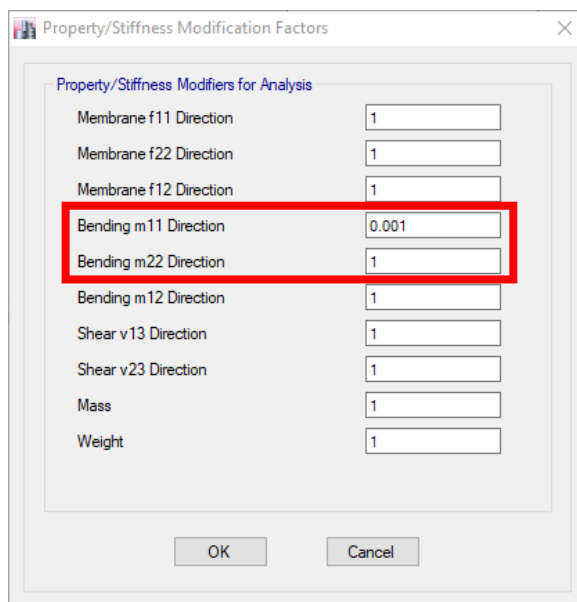 Property/Stiffness Modification Factors
Property/Stiffness Modifiers for Analysis
Membrane f11 Direction 1
Membrane f22 Direction 1
Membrane f12 Direction 1
Bending m11 Direction 0.001
Bending m22 Direction 1
Bending m12 Direction 1
Shear v13 Direction 1
Shear v23 Direction 1
Mass 1
Weight 1
OK Cancel